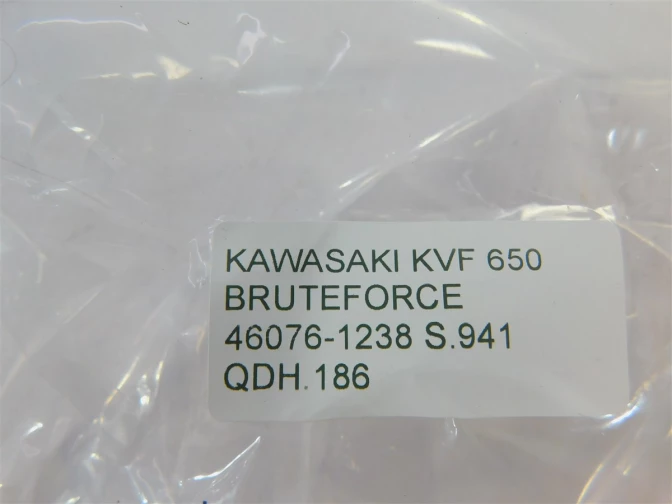 KAWASAKI KVF 650
BRUTEFORCE
46076-1238 S.941
QDH.186